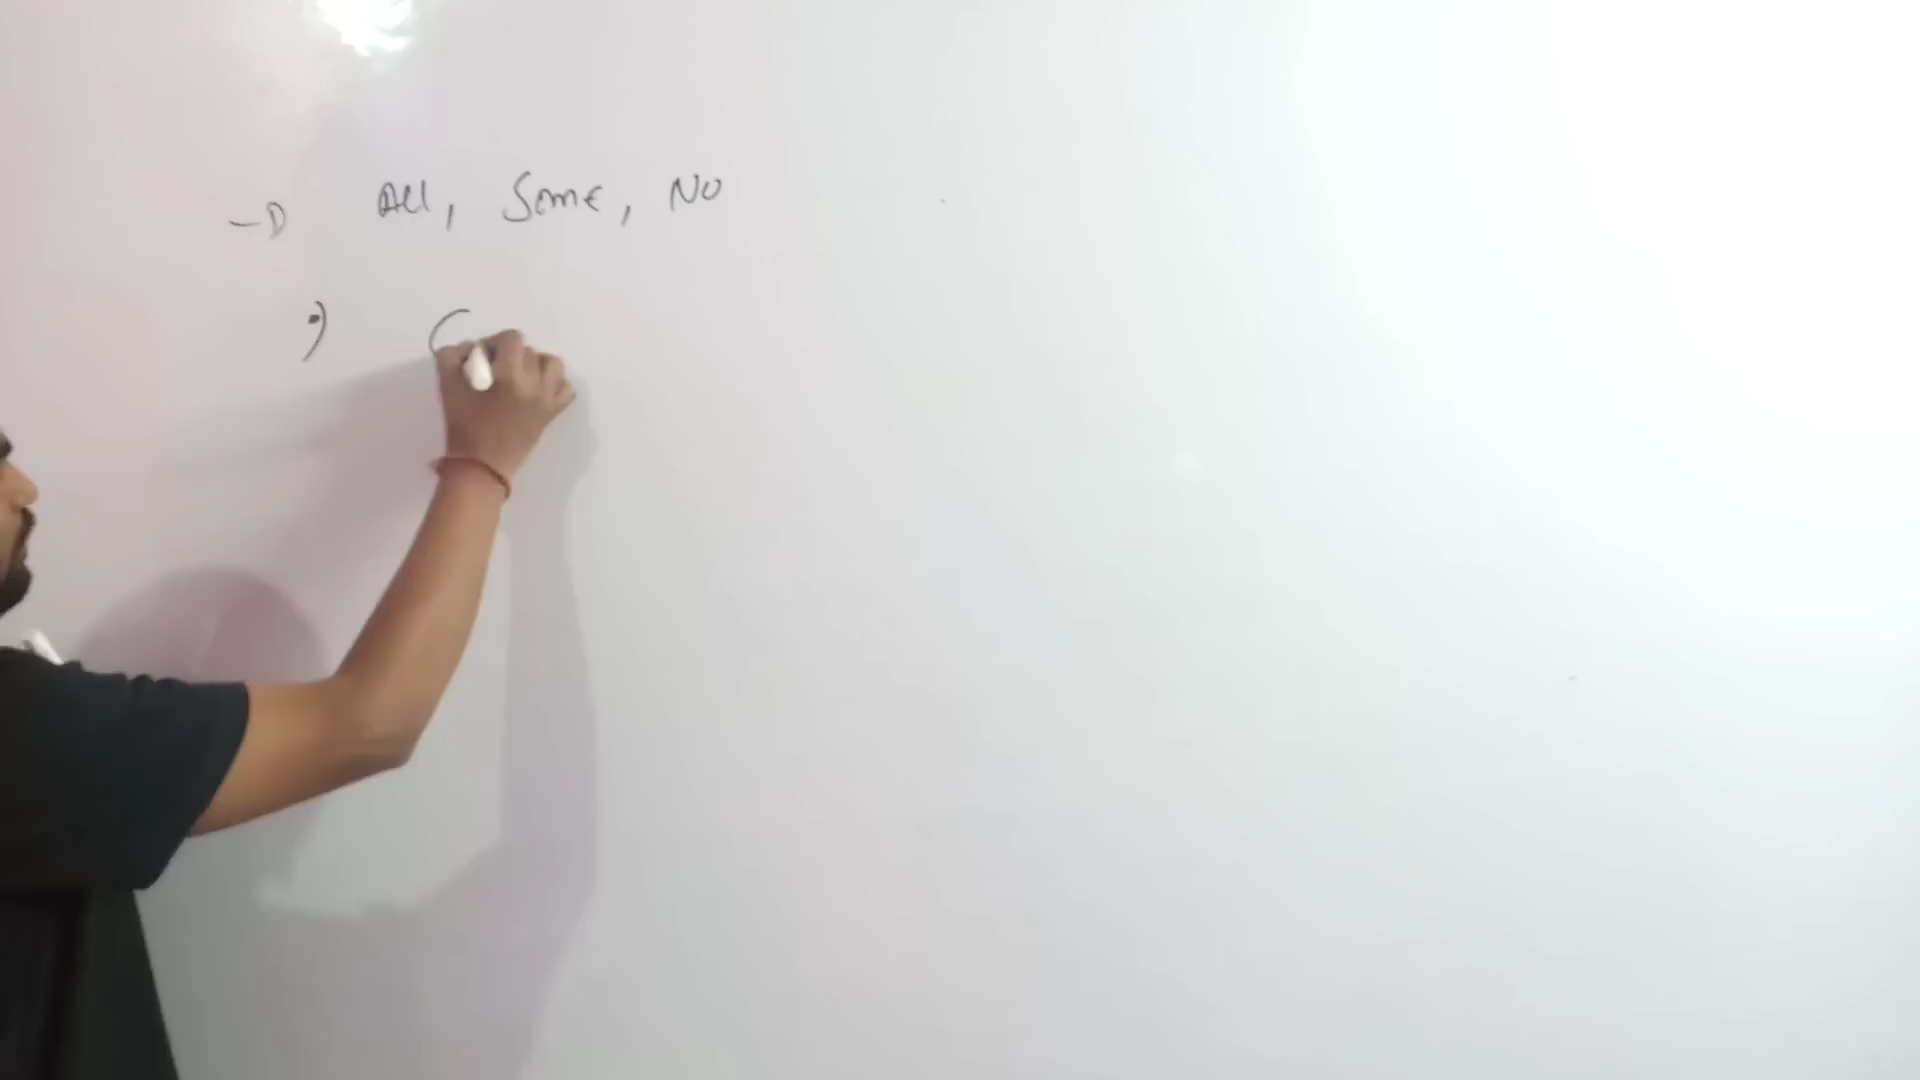 → All, Some, No